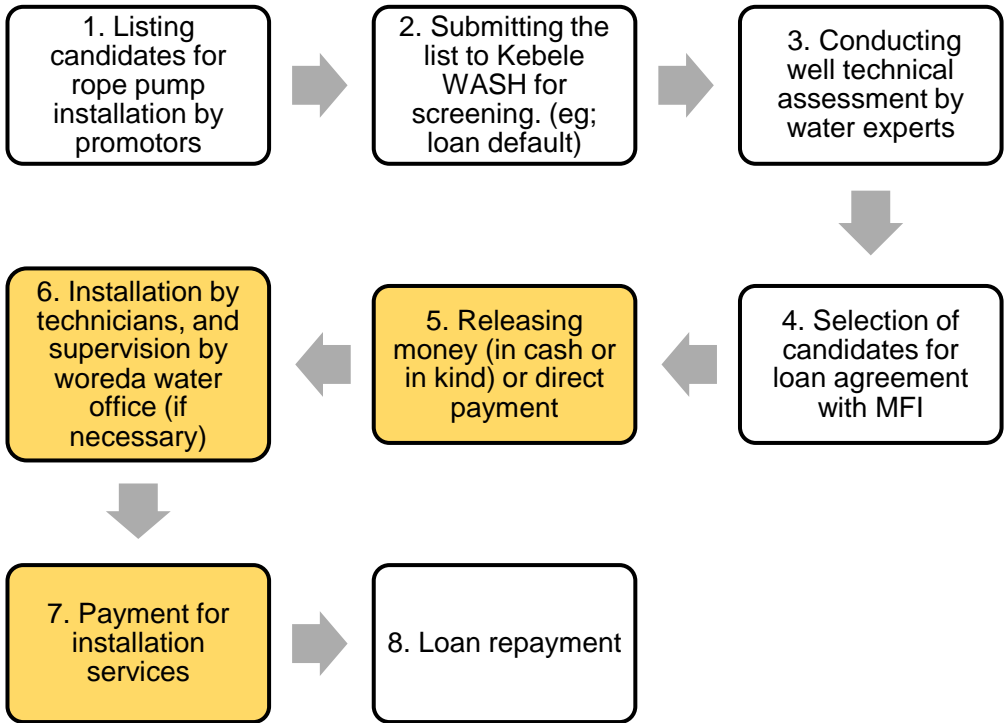 1. Listing
candidates for
rope pump
installation by
promotors
2. Submitting the
list to Kebele
WASH for
screening. (eg;
loan default)
3. Conducting
well technical
assessment by
water experts
4. Selection of
candidates for
loan agreement
with MFI
5. Releasing
money (in cash or
in kind) or direct
payment
6. Installation by
technicians, and
supervision by
woreda water
office (if
necessary)
7. Payment for
installation
services
8. Loan repayment